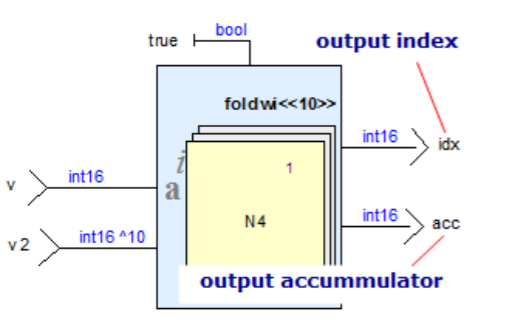 bool
true
output index
foldwi<<10>>
int16
idx
1
v
int16
i
a
N4
int16
acc
v2
int16 ^10
output accummulator